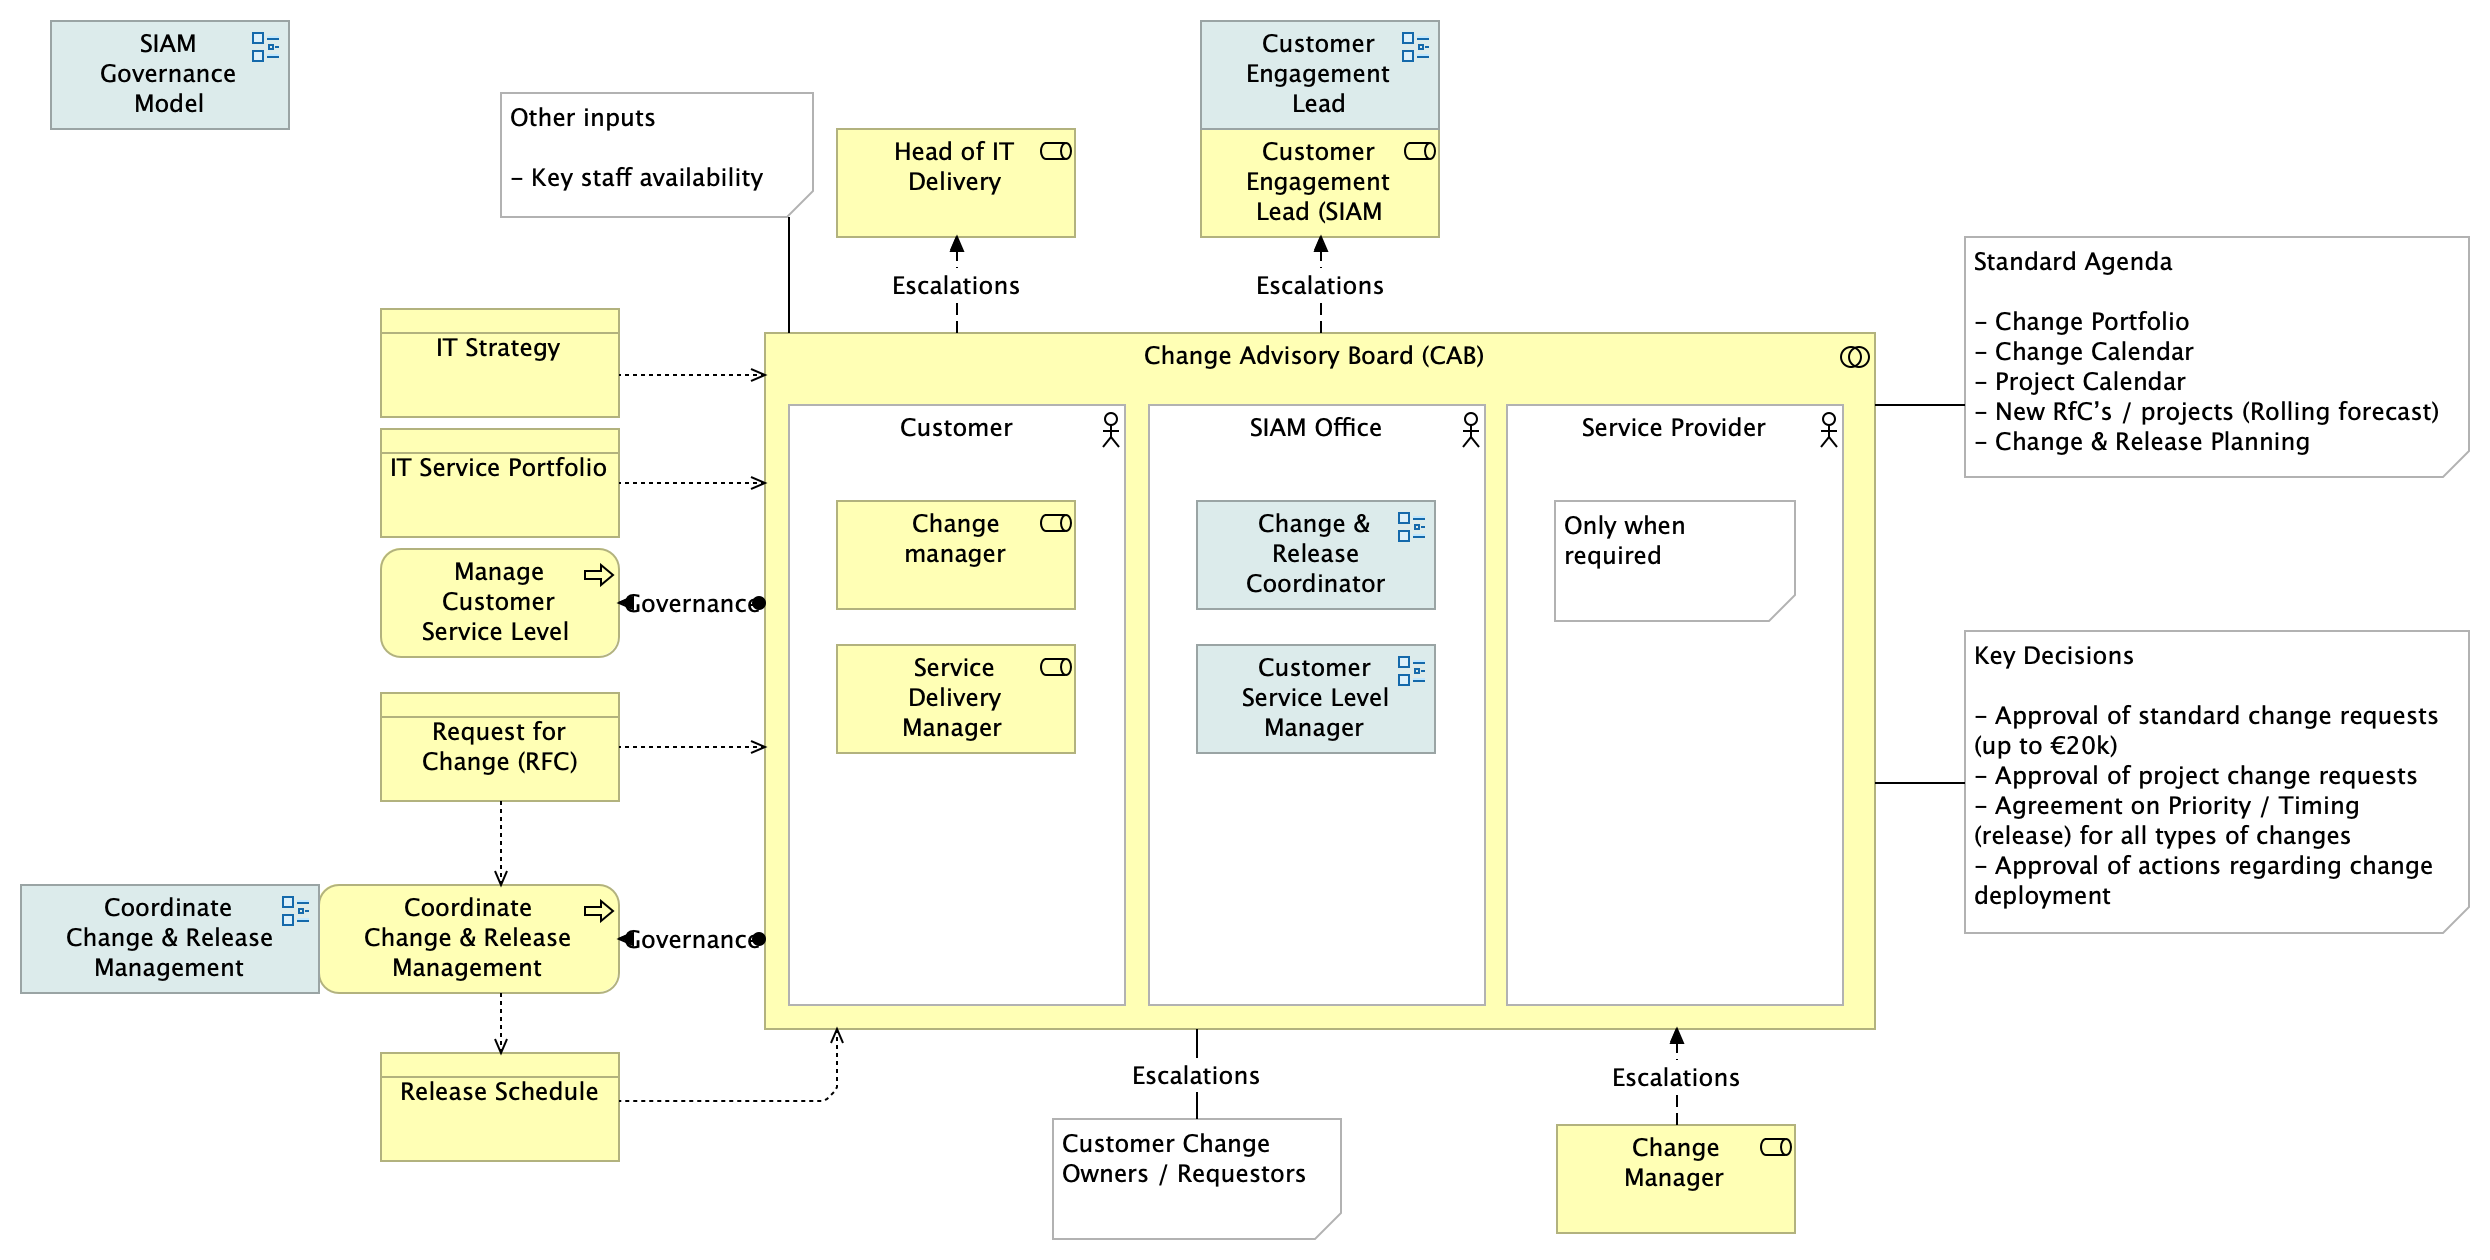 SIAM
Governance
Model
Customer
Engagement
Lead
Other inputs
– Key staff availability
Head of IT
Delivery
Customer
Engagement
Lead (SIAM
Escalations
Escalations
Standard Agenda
– Change Portfolio
– Change Calendar
– Project Calendar
– New RfC’s / projects (Rolling forecast)
– Change & Release Planning
IT Strategy
IT Service Portfolio
Manage
Customer
Service Level
Governance
Request for
Change (RFC)
Coordinate
Change & Release
Management
Coordinate
Change & Release
Management
Governance
Release Schedule
Change Advisory Board (CAB)
Customer
Change
manager
Service
Delivery
Manager
SIAM Office
Change &
Release
Coordinator
Customer
Service Level
Manager
Service Provider
Only when
required
Key Decisions
– Approval of standard change requests
(up to €20k)
– Approval of project change requests
– Agreement on Priority / Timing
(release) for all types of changes
– Approval of actions regarding change
deployment
Escalations
Customer Change
Owners / Requestors
Escalations
Change
Manager